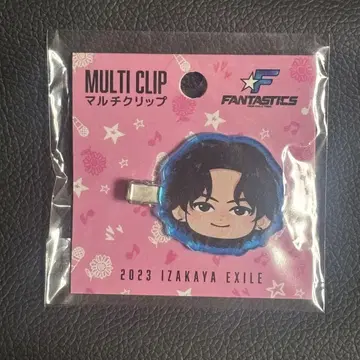 MULTI CLIP
マルチクリップ
FANTASTICS
2023 IZAKAYA EXILE